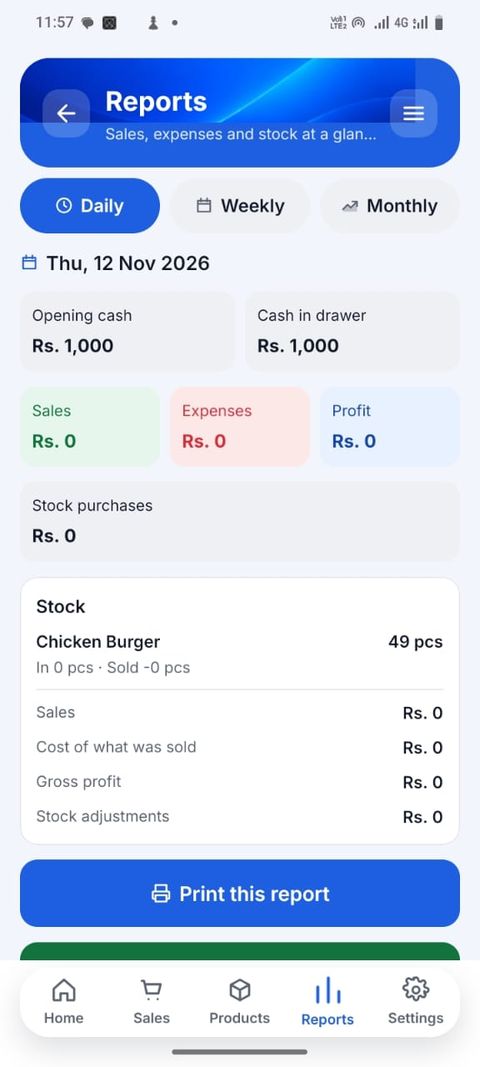 11:57
Vo1) LTE2 4G
Reports
Sales, expenses and stock at a glan...
Daily Weekly Monthly
Thu, 12 Nov 2026
Opening cash Cash in drawer
Rs. 1,000 Rs. 1,000
Sales Expenses Profit
Rs. 0 Rs. 0 Rs. 0
Stock purchases
Rs. 0
Stock
Chicken Burger 49 pcs
In 0 pcs · Sold -0 pcs
Sales Rs. 0
Cost of what was sold Rs. 0
Gross profit Rs. 0
Stock adjustments Rs. 0
Print this report
Home Sales Products Reports Settings